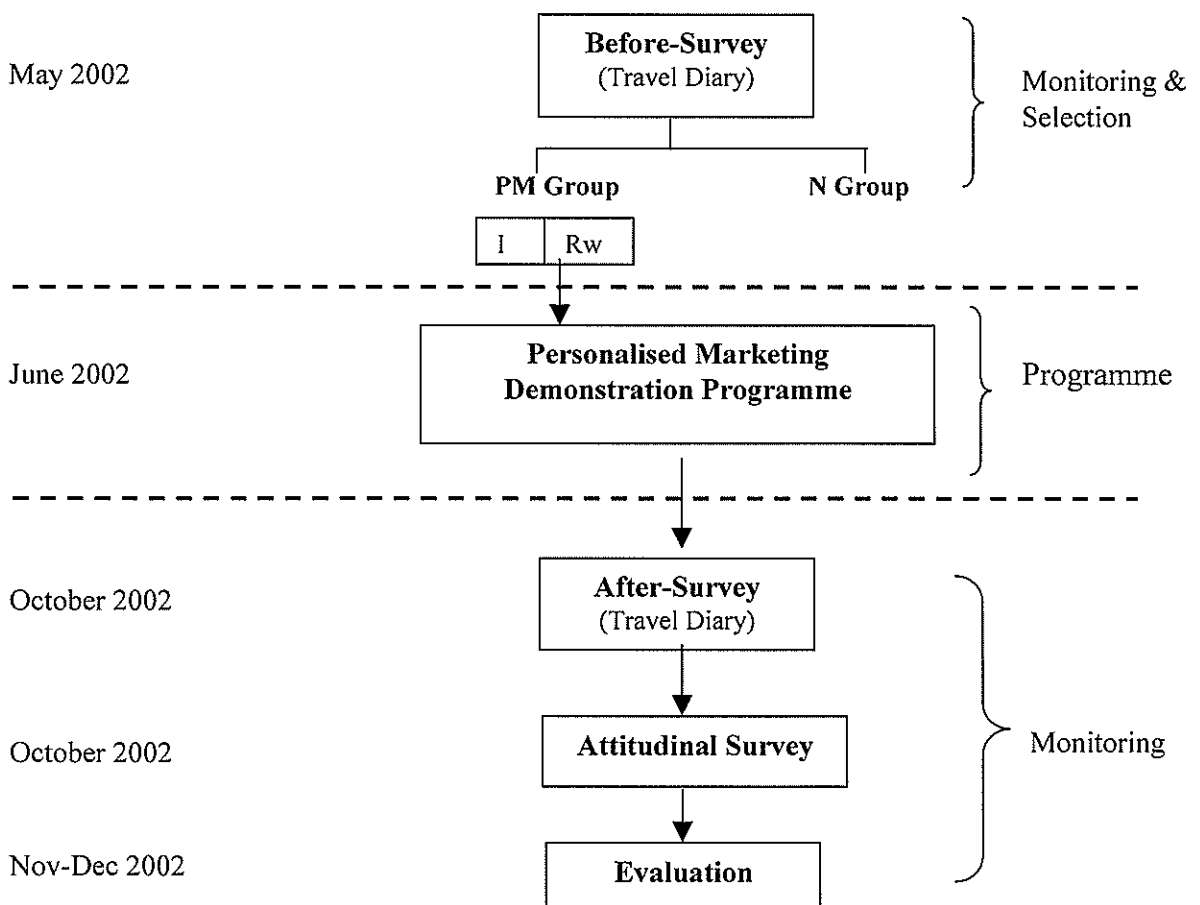 Before-Survey
May 2002
(Travel Diary)
Monitoring &
Selection
PM Group
N Group
I
Rw
Personalised Marketing
June 2002
Demonstration Programme
Programme
After-Survey
October 2002
(Travel Diary)
Attitudinal Survey
October 2002
Monitoring
Nov-Dec 2002
Evaluation